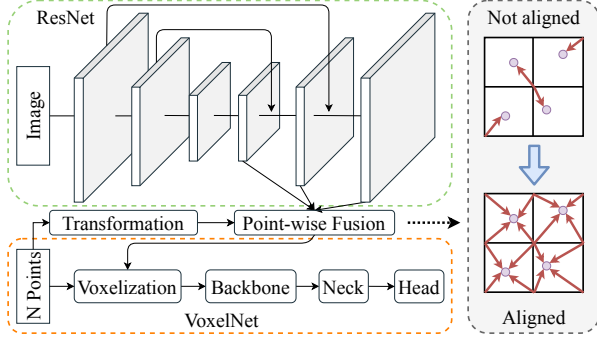 ResNet
Not aligned
Image
Transformation
Point-wise Fusion
N Points
Voxelization
Backbone
Neck
Head
VoxelNet
Aligned